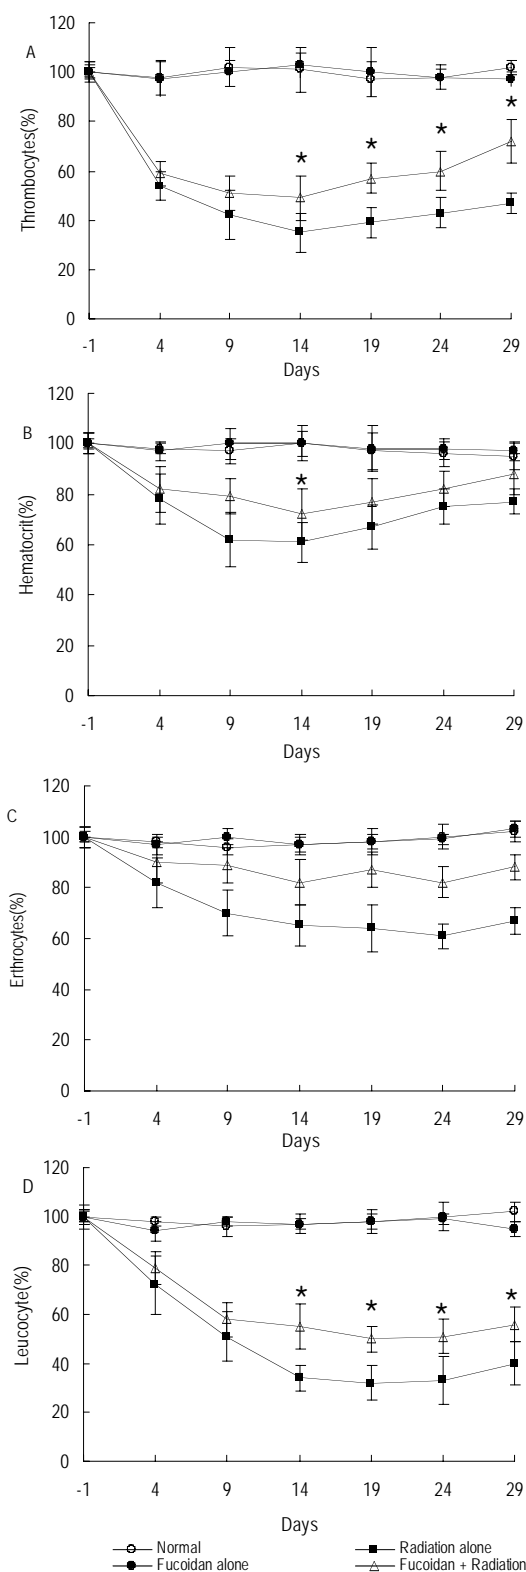 A
120
100
80
60
40
20
0
Thrombocytes(%)
* * * *
-1 4 9 14 19 24 29
Days
B
120
100
80
60
40
20
0
Hematocrit(%)
*
-1 4 9 14 19 24 29
Days
C
120
100
80
60
40
20
0
Erthrocytes(%)
-1 4 9 14 19 24 29
Days
D
120
100
80
60
40
20
0
Leucocyte(%)
* * * *
-1 4 9 14 19 24 29
Days
Normal Radiation alone
Fucoidan alone Fucoidan + Radiation